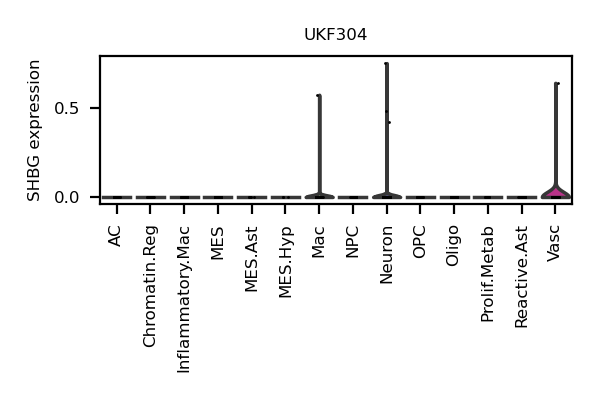 UKF304
SHBG expression
0.5
0.0
AC
Chromatin.Reg
Inflammatory.Mac
MES
MES.Ast
MES.Hyp
Mac
NPC
Neuron
OPC
Oligo
Prolif.Metab
Reactive.Ast
Vasc